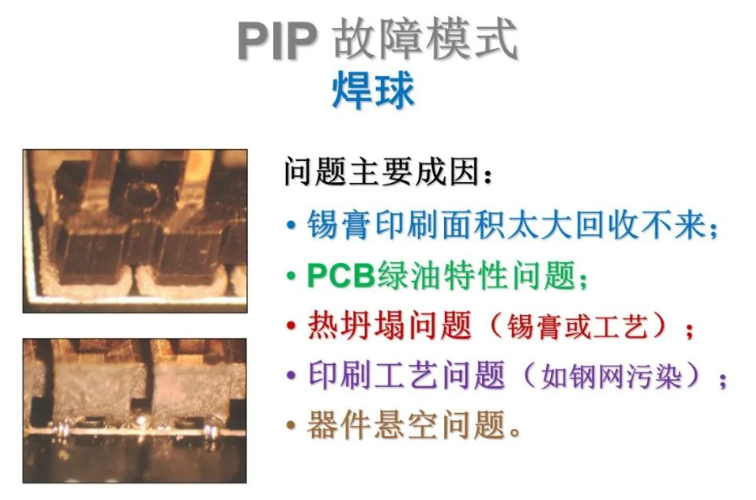 PIP 故障模式
焊球
问题主要成因：
• 锡膏印刷面积太大回收不来；
• PCB绿油特性问题；
• 热坍塌问题（锡膏或工艺）；
• 印刷工艺问题（如钢网污染）；
• 器件悬空问题。